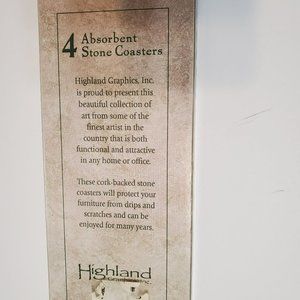 4 Absorbent
Stone Coasters
Highland Graphics, Inc.
is proud to present this
beautiful collection of
art from some of the
finest artist in the
country that is both
functional and attractive
in any home or office.
These cork-backed stone
coasters will protect your
furniture from drips and
scratches and can be
enjoyed for many years.
Highland